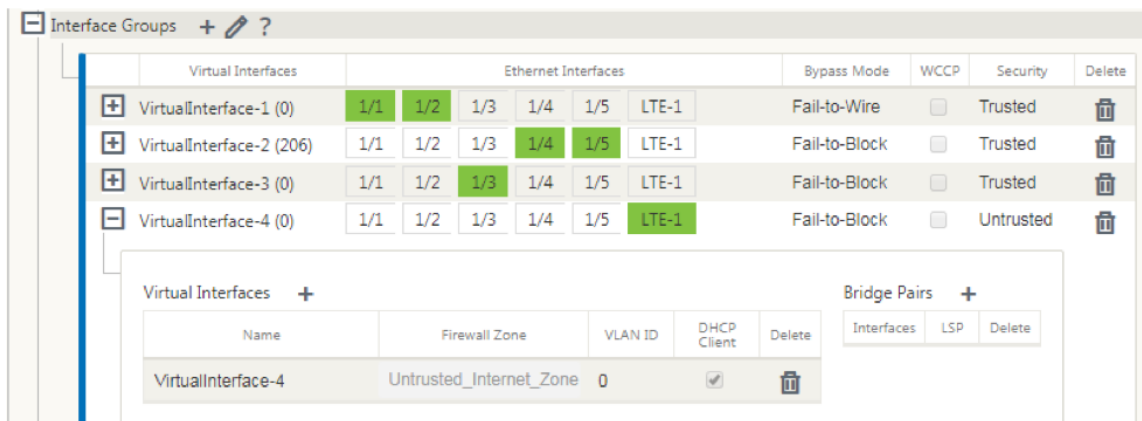 Interface Groups + ?
Virtual Interfaces Ethernet Interfaces Bypass Mode WCCP Security Delete
VirtualInterface-1 (0) 1/1 1/2 1/3 1/4 1/5 LTE-1 Fail-to-Wire Trusted
VirtualInterface-2 (206) 1/1 1/2 1/3 1/4 1/5 LTE-1 Fail-to-Block Trusted
VirtualInterface-3 (0) 1/1 1/2 1/3 1/4 1/5 LTE-1 Fail-to-Block Trusted
VirtualInterface-4 (0) 1/1 1/2 1/3 1/4 1/5 LTE-1 Fail-to-Block Untrusted
Virtual Interfaces +
Name Firewall Zone VLAN ID DHCP Client Delete
VirtualInterface-4 Untrusted_Internet_Zone 0
Bridge Pairs +
Interfaces LSP Delete